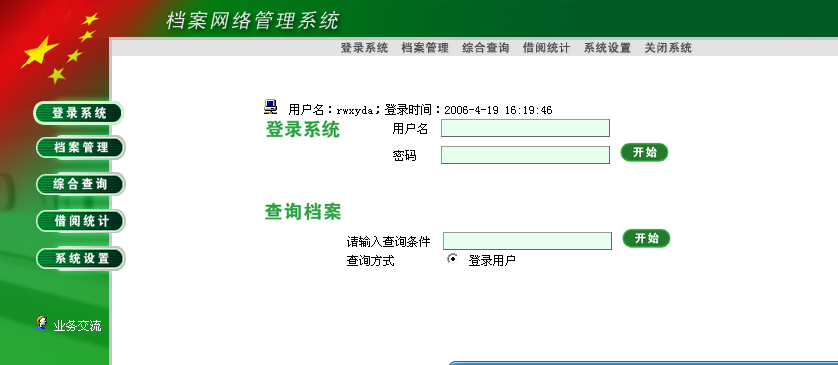 档案网络管理系统
登录系统 档案管理 综合查询 借阅统计 系统设置 关闭系统
用户名：rwxyda；登录时间：2006-4-19 16:19:46
登录系统
用户名
密码
开始
查询档案
请输入查询条件
开始
查询方式
登录用户
登录系统
档案管理
综合查询
借阅统计
系统设置
业务交流